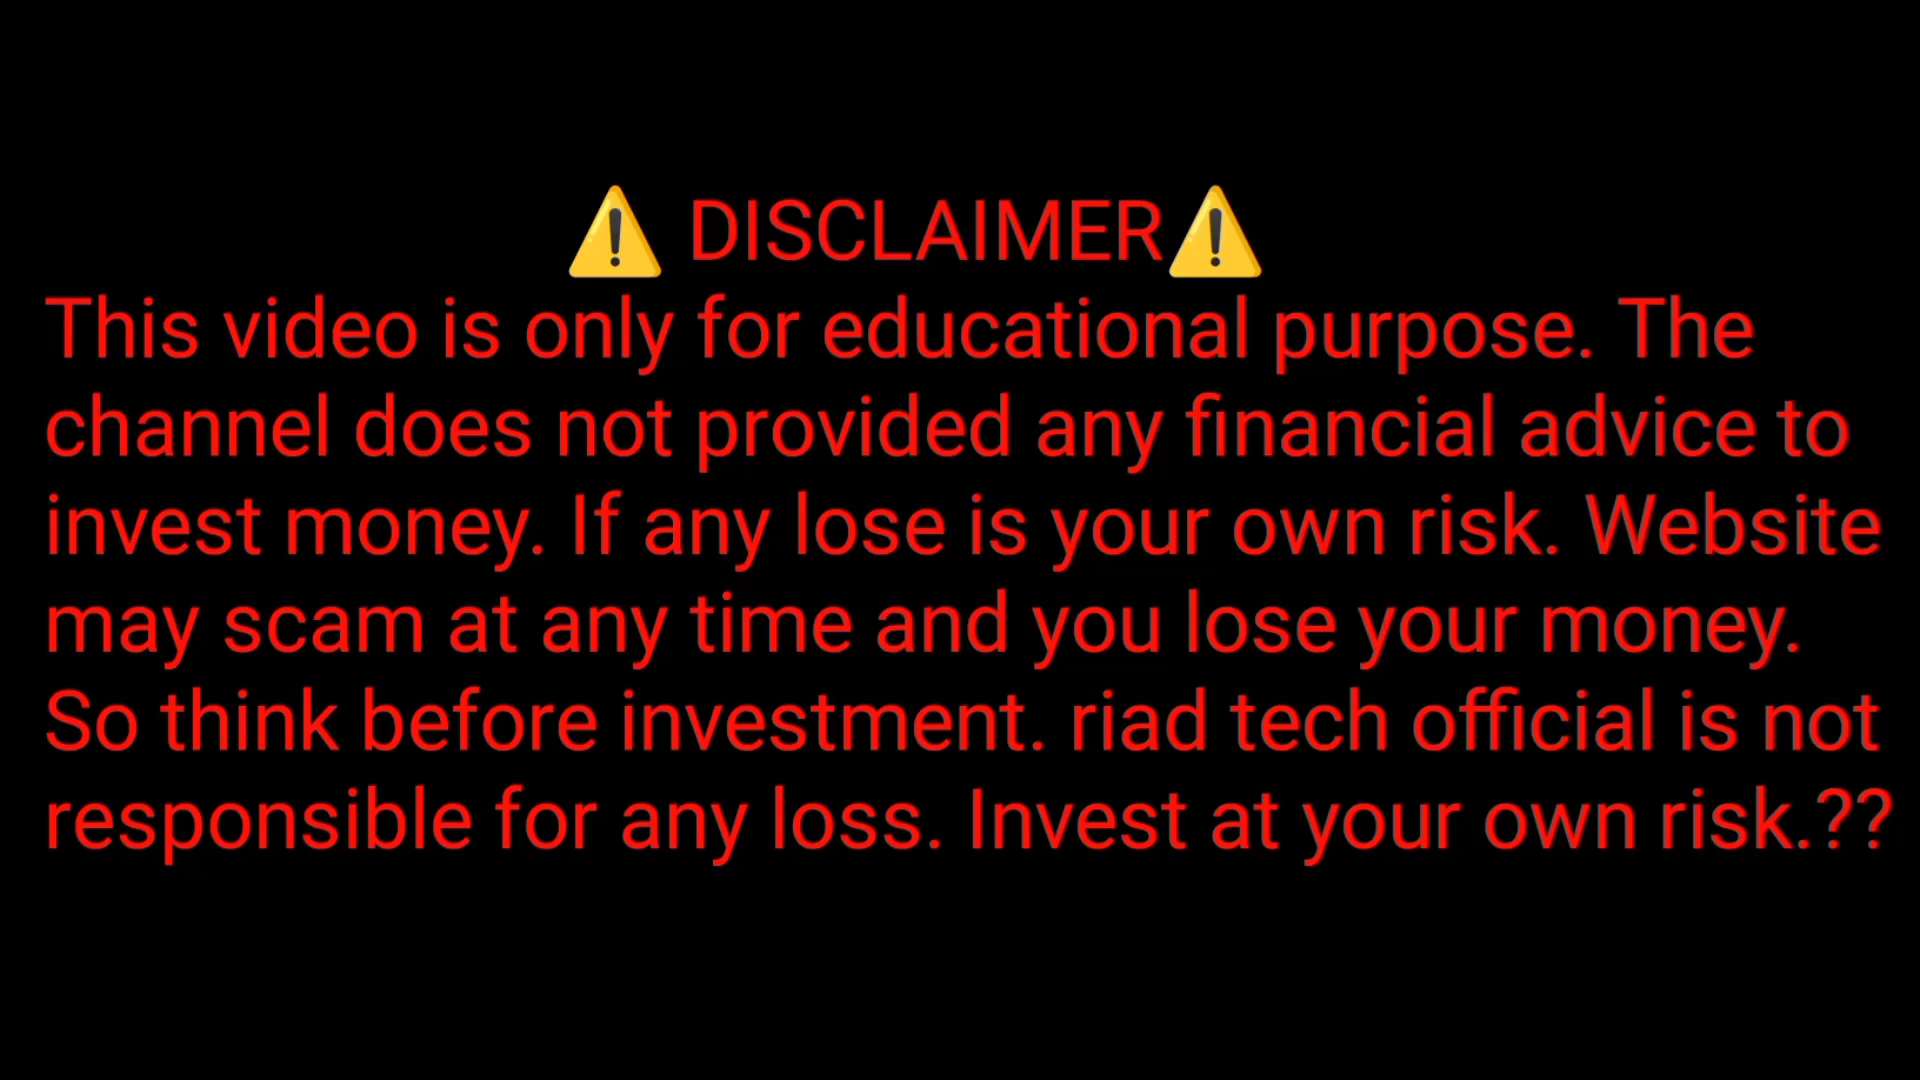 ⚠️ DISCLAIMER⚠️
This video is only for educational purpose. The
channel does not provided any financial advice to
invest money. If any lose is your own risk. Website
may scam at any time and you lose your money.
So think before investment. riad tech official is not
responsible for any loss. Invest at your own risk.??